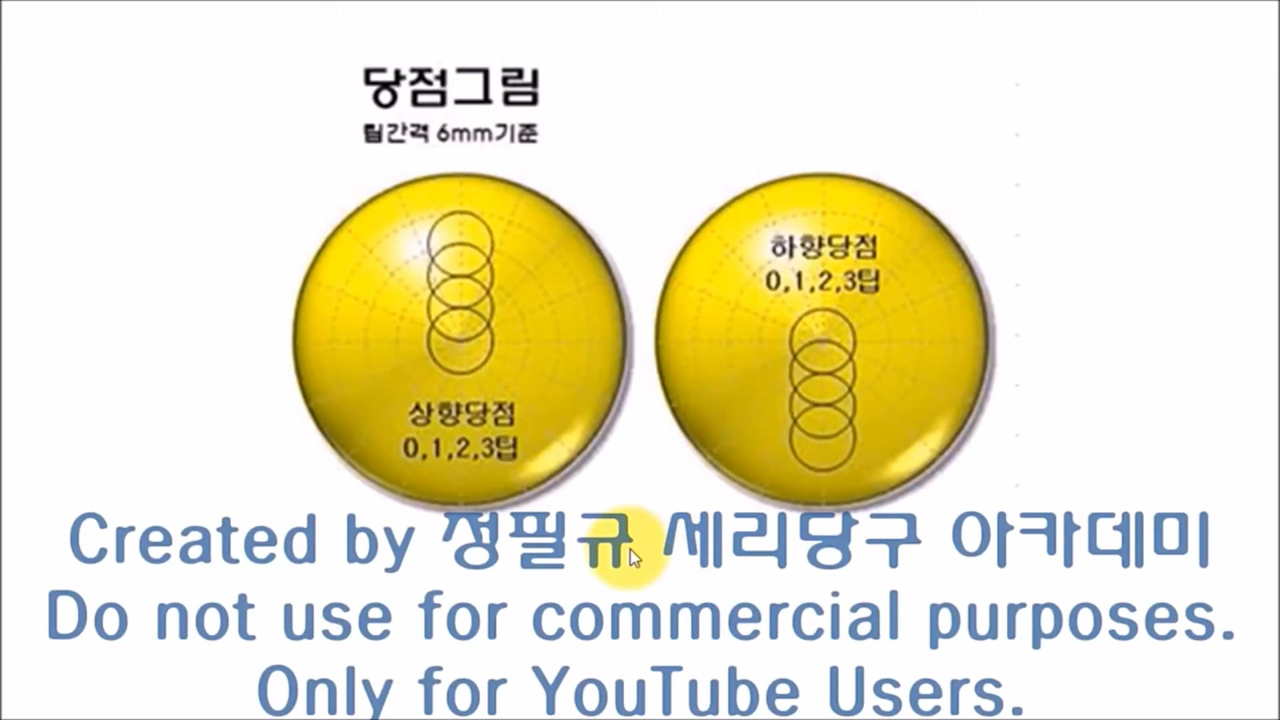 당점그림
팁간격 6mm기준
하향당점
0,1,2,3팁
상향당점
0,1,2,3팁
Created by 정필규 세리당구 아카데미
Do not use for commercial purposes.
Only for YouTube Users.